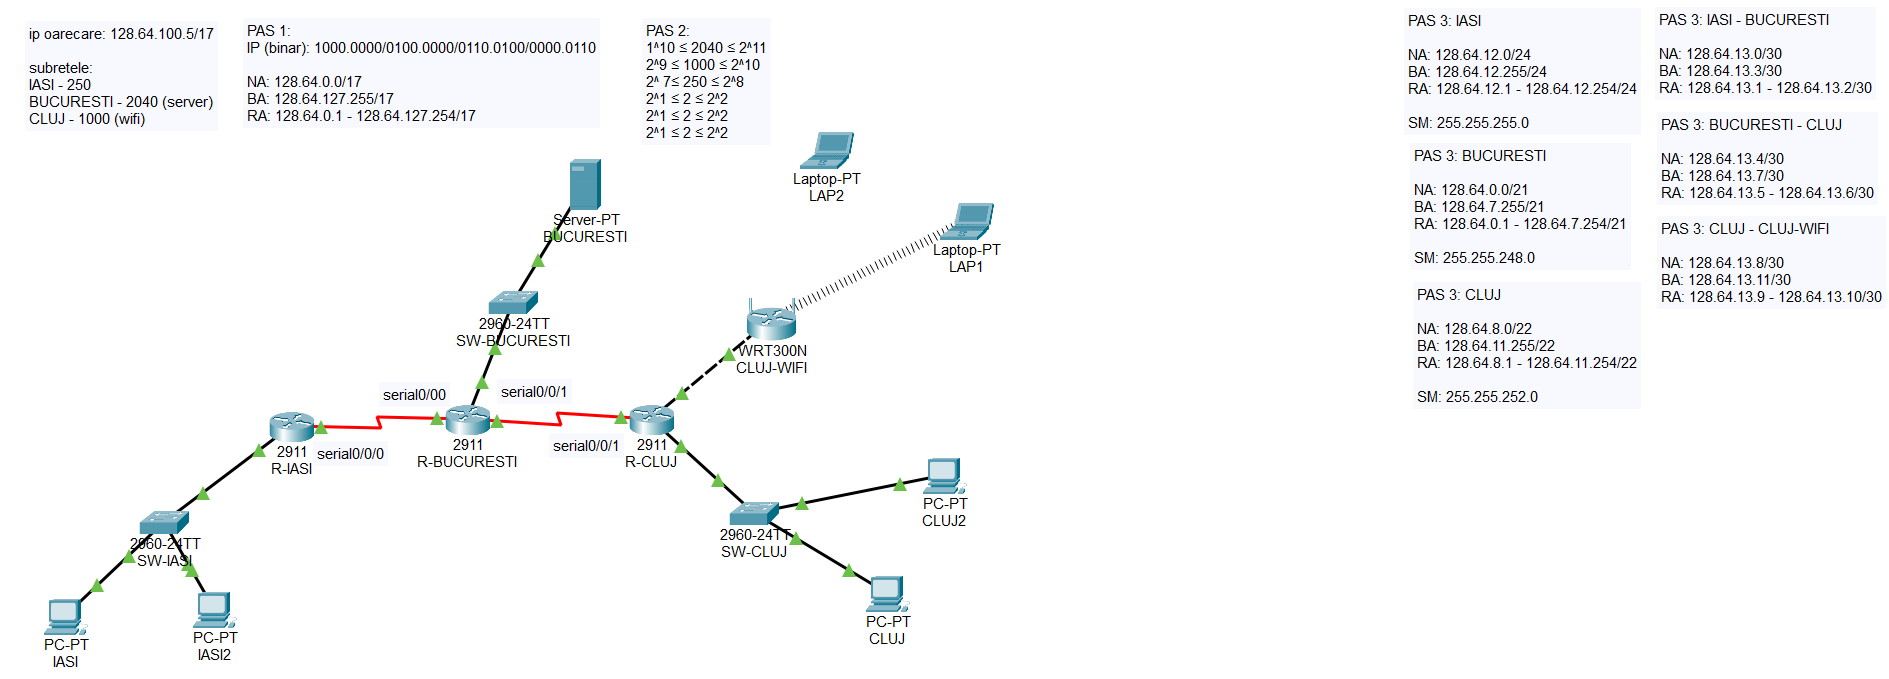 ip oarecare: 128.64.100.5/17
subretele:
IASI - 250
BUCURESTI - 2040 (server)
CLUJ - 1000 (wifi)
PAS 1:
IP (binar): 1000.0000/0100.0000/0110.0100/0000.0110
NA: 128.64.0.0/17
BA: 128.64.127.255/17
RA: 128.64.0.1 - 128.64.127.254/17
PAS 2:
1^10 ≤ 2040 ≤ 2^11
2^9 ≤ 1000 ≤ 2^10
2^ 7≤ 250 ≤ 2^8
2^1 ≤ 2 ≤ 2^2
2^1 ≤ 2 ≤ 2^2
2^1 ≤ 2 ≤ 2^2
PAS 3: IASI
NA: 128.64.12.0/24
BA: 128.64.12.255/24
RA: 128.64.12.1 - 128.64.12.254/24
SM: 255.255.255.0
PAS 3: BUCURESTI
NA: 128.64.0.0/21
BA: 128.64.7.255/21
RA: 128.64.0.1 - 128.64.7.254/21
SM: 255.255.248.0
PAS 3: CLUJ
NA: 128.64.8.0/22
BA: 128.64.11.255/22
RA: 128.64.8.1 - 128.64.11.254/22
SM: 255.255.252.0
PAS 3: IASI - BUCURESTI
NA: 128.64.13.0/30
BA: 128.64.13.3/30
RA: 128.64.13.1 - 128.64.13.2/30
PAS 3: BUCURESTI - CLUJ
NA: 128.64.13.4/30
BA: 128.64.13.7/30
RA: 128.64.13.5 - 128.64.13.6/30
PAS 3: CLUJ - CLUJ-WIFI
NA: 128.64.13.8/30
BA: 128.64.13.11/30
RA: 128.64.13.9 - 128.64.13.10/30
Laptop-PT
LAP2
Server-PT
BUCURESTI
Laptop-PT
LAP1
2960-24TT
SW-BUCURESTI
WRT300N
CLUJ-WIFI
serial0/00
serial0/0/1
2911
R-IASI
serial0/0/0
2911
R-BUCURESTI
serial0/0/1
2911
R-CLUJ
PC-PT
CLUJ2
2960-24TT
SW-IASI
2960-24TT
SW-CLUJ
PC-PT
IASI
PC-PT
IASI2
PC-PT
CLUJ